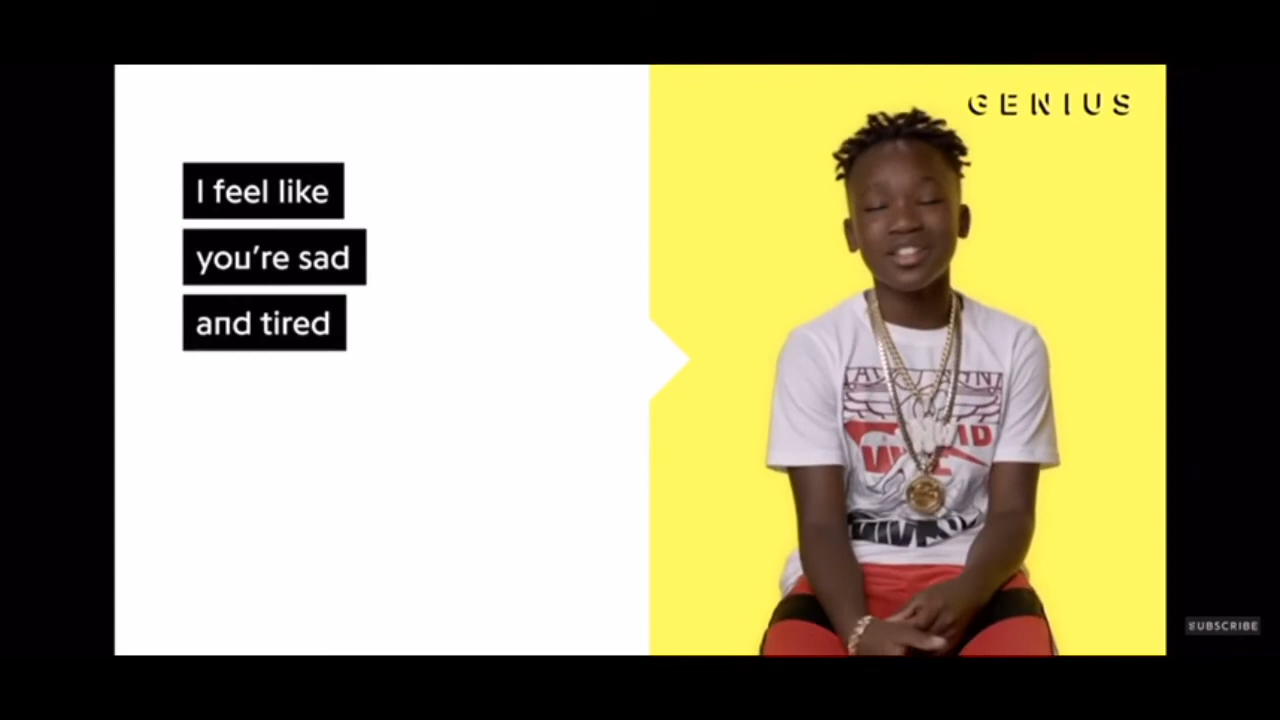 GENIUS
I feel like
you're sad
and tired
SUBSCRIBE